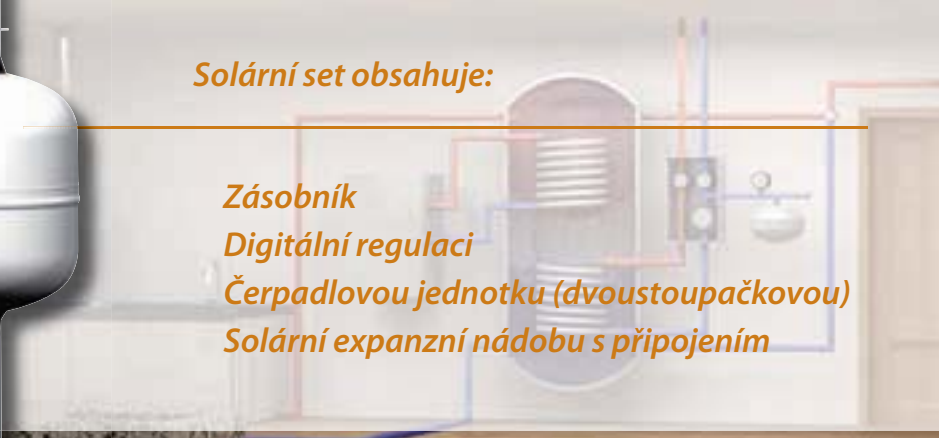 Solární set obsahuje:
Zásobník
Digitální regulaci
Čerpadlovou jednotku (dvoustoupačkovou)
Solární expanzní nádobu s připojením